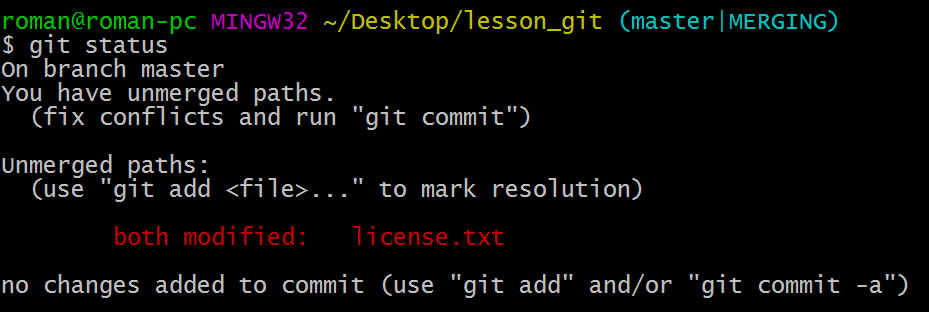 roman@roman-pc MINGW32 ~/Desktop/lesson_git (master|MERGING)
$ git status
On branch master
You have unmerged paths.
  (fix conflicts and run "git commit")

Unmerged paths:
  (use "git add <file>..." to mark resolution)

        both modified:   license.txt

no changes added to commit (use "git add" and/or "git commit -a")